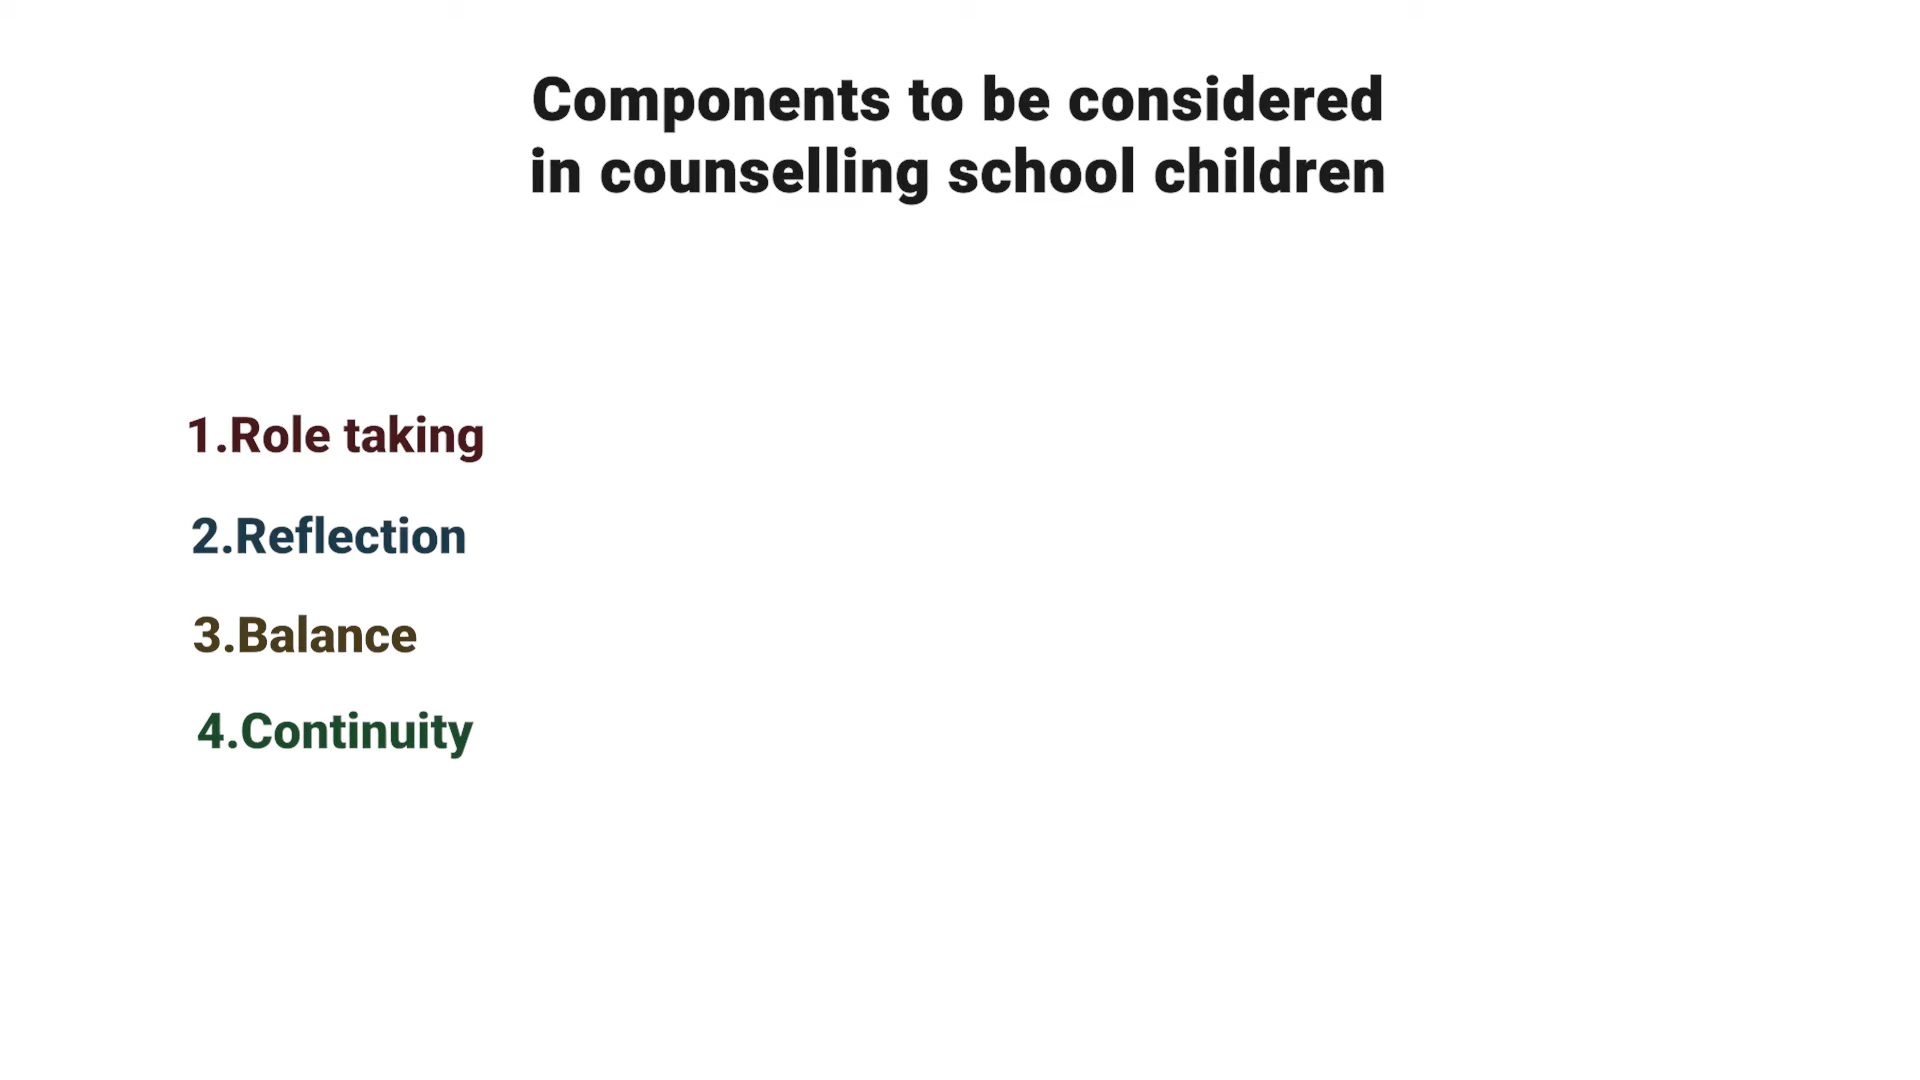 Components to be considered
in counselling school children
1.Role taking
2.Reflection
3.Balance
4.Continuity